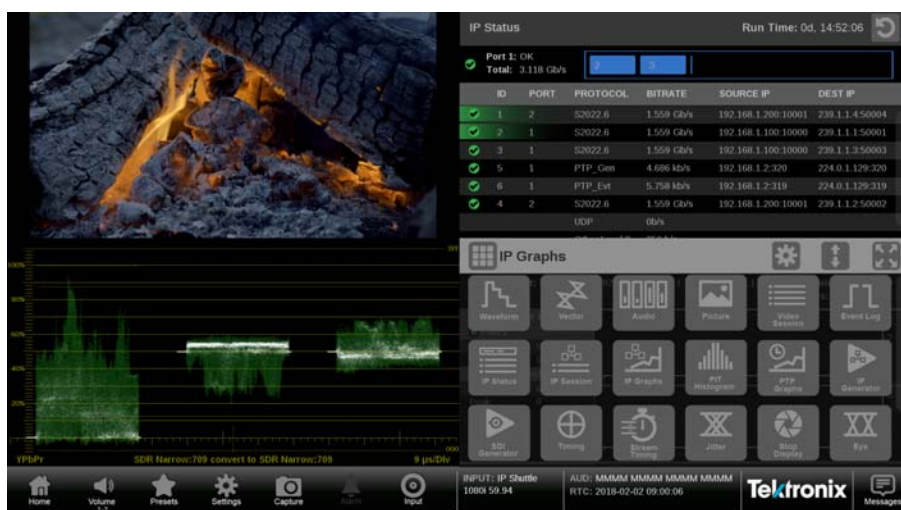 IP Status
Run Time: 0d, 14:52:06
Port 1: OK
Total: 3.118 Gb/s
2 3
ID PORT PROTOCOL BITRATE SOURCE IP DEST IP
1 2 S2022.6 1.559 Gb/s 192.168.1.200:10001 239.1.1.4:50004
2 1 S2022.6 1.559 Gb/s 192.168.1.100:10000 239.1.1.1:50001
3 1 S2022.6 1.559 Gb/s 192.168.1.100:10000 239.1.1.3:50003
5 1 PTP_Gen 4.686 kb/s 192.168.1.2:320 224.0.1.129:320
6 1 PTP_Evt 5.758 kb/s 192.168.1.2:319 224.0.1.129:319
4 2 S2022.6 1.559 Gb/s 192.168.1.200:10001 239.1.1.2:50002
UDP 0b/s
IP Graphs
Waveform Vector Audio Picture Video Session Event Log
IP Status IP Session IP Graphs PIT Histogram PTP Graphs IP Generator
SDI Generator Timing Stream Timing Jitter Stop Display Eye
100%
80%
60%
40%
20%
YPbPr SDR Narrow:709 convert to SDR Narrow:709 9 µs/Div
Home Volume Presets Settings Capture Alarm Input
INPUT: IP Shuttle
1080i 59.94
AUD: MMMM MMMM MMMM MMMM
RTC: 2018-02-02 09:00:06
Tektronix
Messages